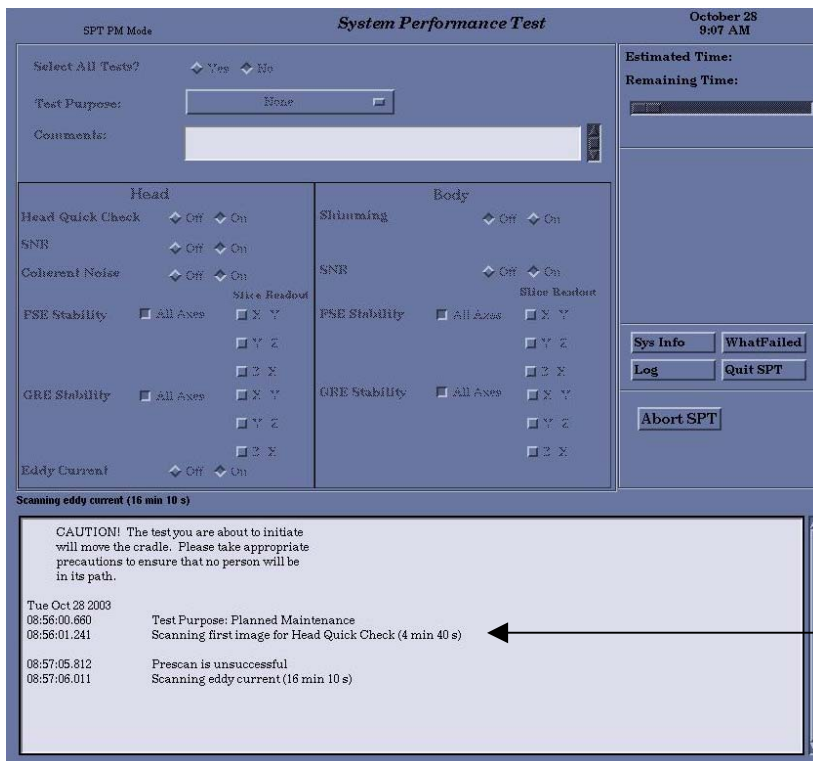 SPT PM Mode
System Performance Test
October 28
9:07 AM
Select All Tests? Yes No
Test Purpose: None
Comments:
Estimated Time:
Remaining Time:
Head
Head Quick Check Off On
SNR Off On
Coherent Noise Off On
Slice Readout
FSE Stability All Axes X Y
Y Z
Z X
GRE Stability All Axes X Y
Y Z
Z X
Eddy Current Off On
Body
Shimming Off On
SNR Off On
Slice Readout
FSE Stability All Axes X Y
Y Z
Z X
GRE Stability All Axes X Y
Y Z
Z X
Sys Info WhatFailed
Log Quit SPT
Abort SPT
Scanning eddy current (16 min 10 s)
CAUTION! The test you are about to initiate
will move the cradle. Please take appropriate
precautions to ensure that no person will be
in its path.
Tue Oct 28 2003
08:56:00.660 Test Purpose: Planned Maintenance
08:56:01.241 Scanning first image for Head Quick Check (4 min 40 s)
08:57:05.812 Prescan is unsuccessful
08:57:06.011 Scanning eddy current (16 min 10 s)